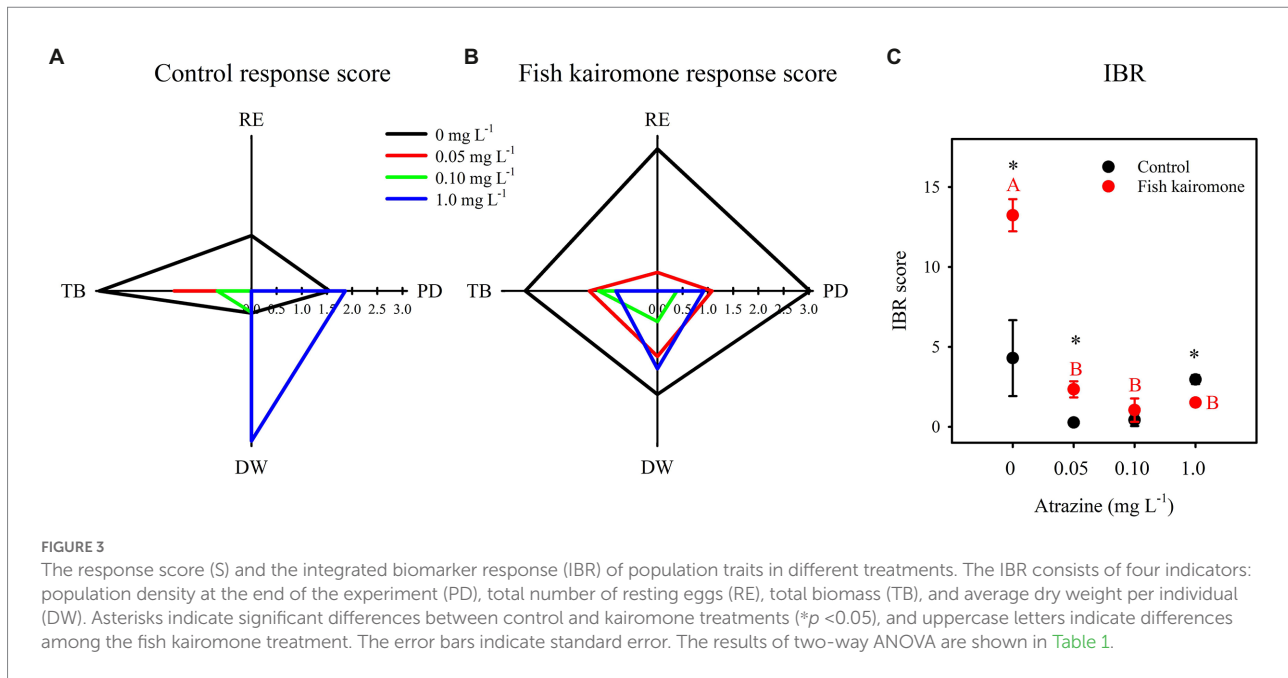 A
Control response score
B
Fish kairomone response score
C
IBR
RE
TB
PD
DW
0.0 0.5 1.0 1.5 2.0 2.5 3.0
0 mg L⁻¹
0.05 mg L⁻¹
0.10 mg L⁻¹
1.0 mg L⁻¹
RE
TB
PD
DW
0.0 0.5 1.0 1.5 2.0 2.5 3.0
Control
Fish kairomone
IBR score
15
10
5
0
*
A
*
B
B
*
B
0 0.05 0.10 1.0
Atrazine (mg L⁻¹)
FIGURE 3
The response score (S) and the integrated biomarker response (IBR) of population traits in different treatments. The IBR consists of four indicators:
population density at the end of the experiment (PD), total number of resting eggs (RE), total biomass (TB), and average dry weight per individual
(DW). Asterisks indicate significant differences between control and kairomone treatments (*p <0.05), and uppercase letters indicate differences
among the fish kairomone treatment. The error bars indicate standard error. The results of two-way ANOVA are shown in Table 1.